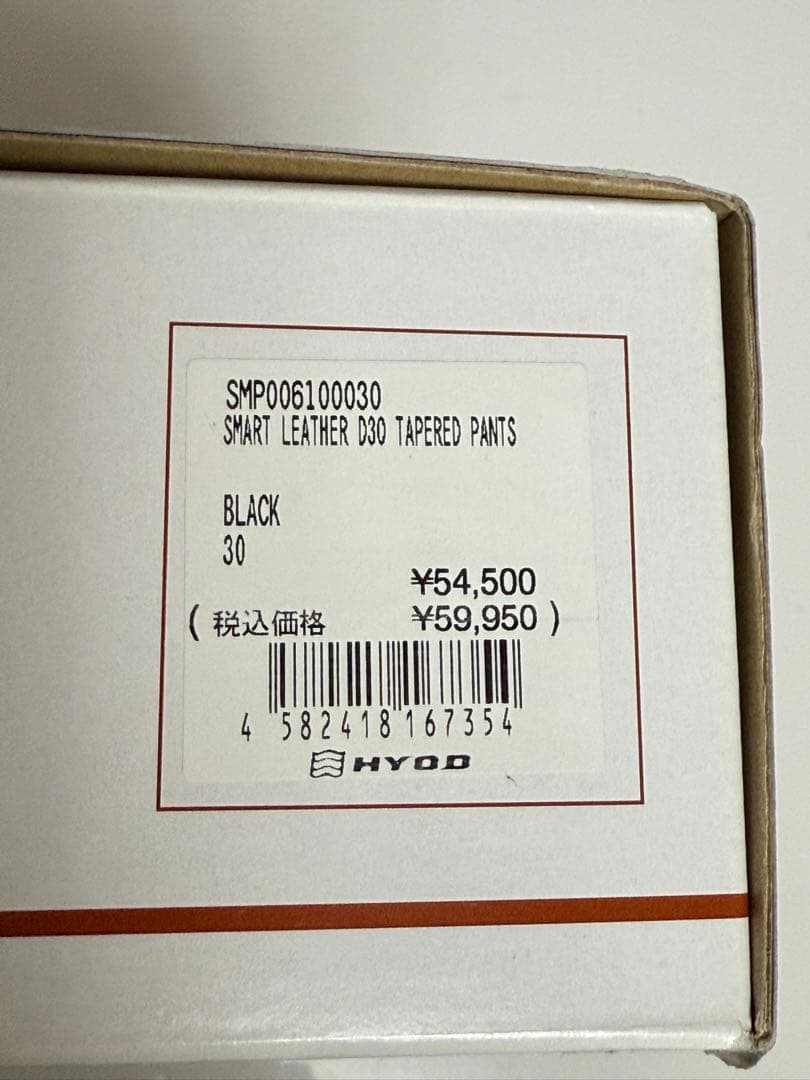 SMP006100030
SMART LEATHER D30 TAPERED PANTS
BLACK
30
¥54,500
( 税込価格 ¥59,950 )
4 582418 167354
HYOD